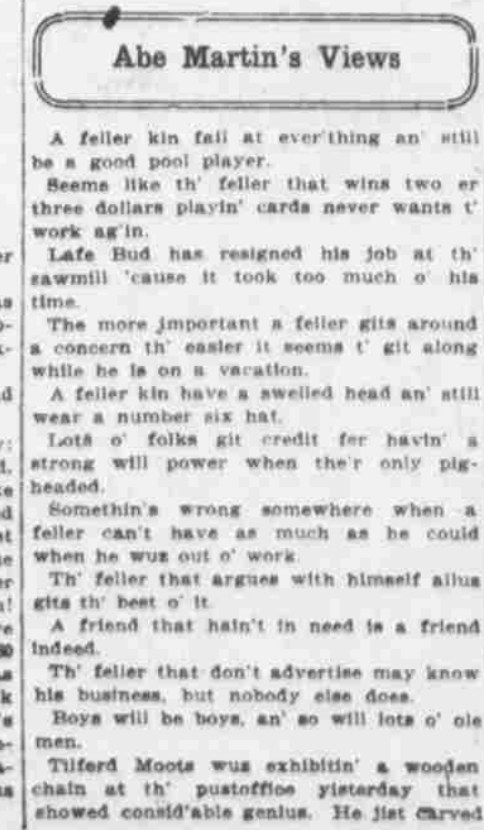 Abe Martin's Views
A feller kin fail at ever'thing an' still
be a good pool player.
Seems like th' feller that wins two er
three dollars playin' cards never wants t'
work ag'in.
Lafe Bud has resigned his job at th'
sawmill 'cause it took too much o' his
time.
The more important a feller gits around
a concern th' easier it seems t' git along
while he is on a vacation.
A feller kin have a swelled head an' still
wear a number six hat.
Lots o' folks git credit fer havin' a
strong will power when the'r only pig-
headed.
Somethin's wrong somewhere when a
feller can't have as much as he could
when he wuz out o' work.
Th' feller that argues with himself allus
gits th' best o' it.
A friend that hain't in need is a friend
indeed.
Th' feller that don't advertise may know
his business, but nobody else does.
Boys will be boys, an' so will lots o' ole
men.
Tilferd Moots wuz exhibitin' a wooden
chain at th' pustoffice yisterday that
showed consid'able genius. He jist carved